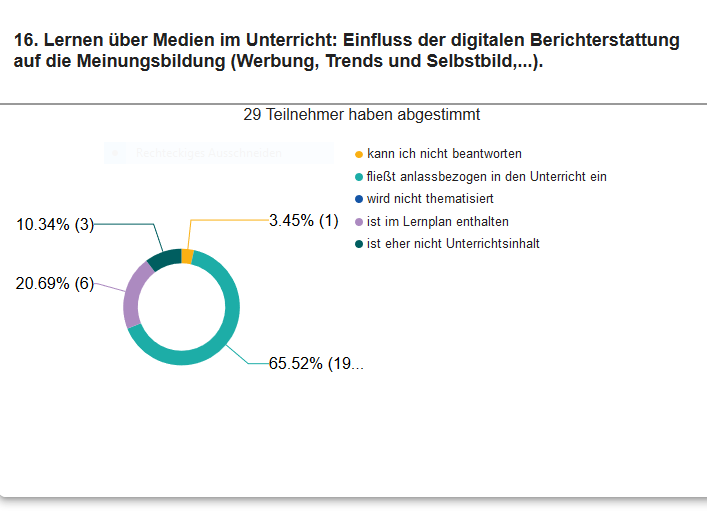 16. Lernen über Medien im Unterricht: Einfluss der digitalen Berichterstattung
auf die Meinungsbildung (Werbung, Trends und Selbstbild,...).
29 Teilnehmer haben abgestimmt
Rechteckiges Ausschneiden
kann ich nicht beantworten
fließt anlassbezogen in den Unterricht ein
wird nicht thematisiert
ist im Lernplan enthalten
ist eher nicht Unterrichtsinhalt
10.34% (3)
3.45% (1)
20.69% (6)
65.52% (19...